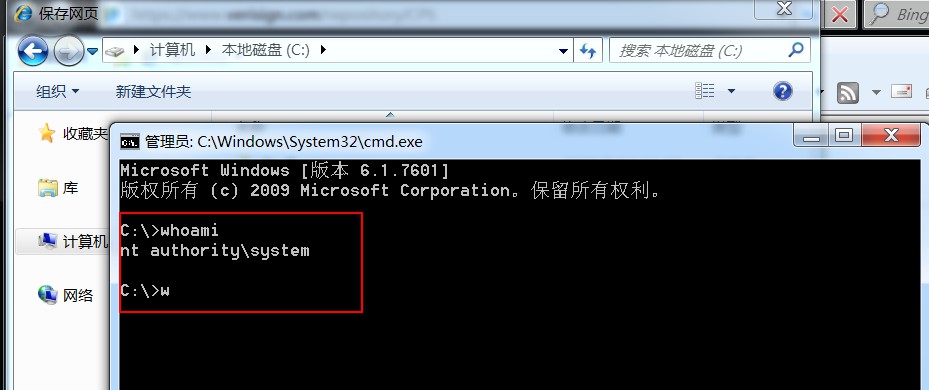 保存网页
Bing
计算机 本地磁盘 (C:)
搜索 本地磁盘 (C:)
组织 新建文件夹
收藏夹
库
计算机
网络
管理员: C:\Windows\System32\cmd.exe
Microsoft Windows [版本 6.1.7601]
版权所有 (c) 2009 Microsoft Corporation。保留所有权利。
C:\>whoami
nt authority\system
C:\>w